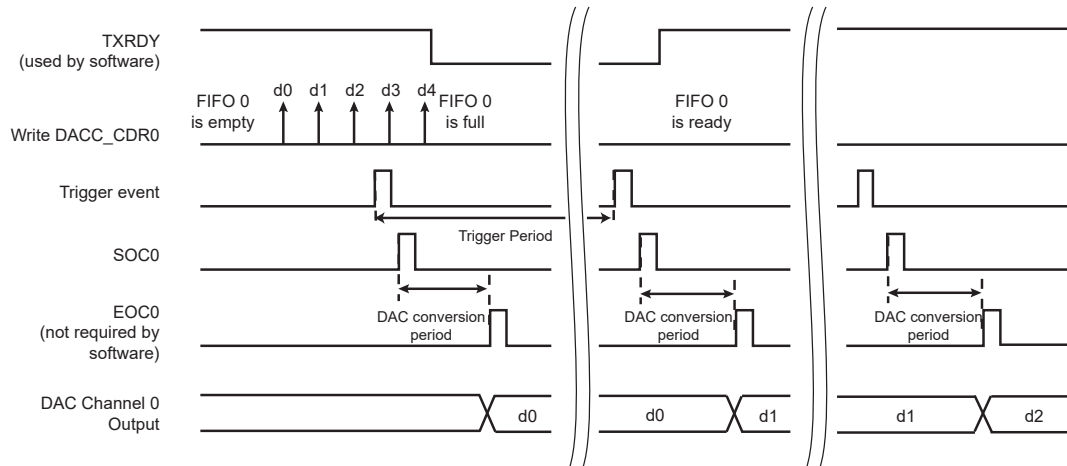 TXRDY
(used by software)
FIFO 0
is empty
d0
d1
d2
d3
d4
FIFO 0
is full
FIFO 0
is ready
Write DACC_CDR0
Trigger event
Trigger Period
SOC0
DAC conversion
period
DAC conversion
period
DAC conversion
period
EOC0
(not required by
software)
DAC Channel 0
Output
d0
d0
d1
d1
d2